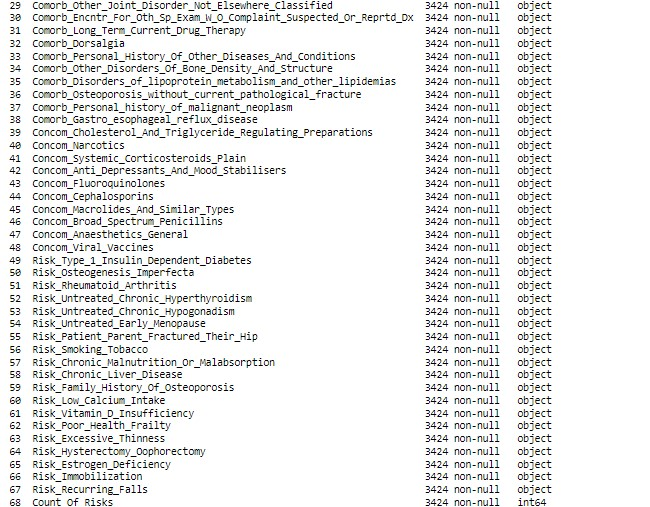 29 Comorb_Other_Joint_Disorder_Not_Elsewhere_Classified 3424 non-null object
30 Comorb_Encntr_For_Oth_Sp_Exam_W_O_Complaint_Suspected_Or_Reprtd_Dx 3424 non-null object
31 Comorb_Long_Term_Current_Drug_Therapy 3424 non-null object
32 Comorb_Dorsalgia 3424 non-null object
33 Comorb_Personal_History_Of_Other_Diseases_And_Conditions 3424 non-null object
34 Comorb_Other_Disorders_Of_Bone_Density_And_Structure 3424 non-null object
35 Comorb_Disorders_of_lipoprotein_metabolism_and_other_lipidemias 3424 non-null object
36 Comorb_Osteoporosis_without_current_pathological_fracture 3424 non-null object
37 Comorb_Personal_history_of_malignant_neoplasm 3424 non-null object
38 Comorb_Gastro_esophageal_reflux_disease 3424 non-null object
39 Concom_Cholesterol_And_Triglyceride_Regulating_Preparations 3424 non-null object
40 Concom_Narcotics 3424 non-null object
41 Concom_Systemic_Corticosteroids_Plain 3424 non-null object
42 Concom_Anti_Depressants_And_Mood_Stabilisers 3424 non-null object
43 Concom_Fluoroquinolones 3424 non-null object
44 Concom_Cephalosporins 3424 non-null object
45 Concom_Macrolides_And_Similar_Types 3424 non-null object
46 Concom_Broad_Spectrum_Penicillins 3424 non-null object
47 Concom_Anaesthetics_General 3424 non-null object
48 Concom_Viral_Vaccines 3424 non-null object
49 Risk_Type_1_Insulin_Dependent_Diabetes 3424 non-null object
50 Risk_Osteogenesis_Imperfecta 3424 non-null object
51 Risk_Rheumatoid_Arthritis 3424 non-null object
52 Risk_Untreated_Chronic_Hyperthyroidism 3424 non-null object
53 Risk_Untreated_Chronic_Hypogonadism 3424 non-null object
54 Risk_Untreated_Early_Menopause 3424 non-null object
55 Risk_Patient_Parent_Fractured_Their_Hip 3424 non-null object
56 Risk_Smoking_Tobacco 3424 non-null object
57 Risk_Chronic_Malnutrition_Or_Malabsorption 3424 non-null object
58 Risk_Chronic_Liver_Disease 3424 non-null object
59 Risk_Family_History_Of_Osteoporosis 3424 non-null object
60 Risk_Low_Calcium_Intake 3424 non-null object
61 Risk_Vitamin_D_Insufficiency 3424 non-null object
62 Risk_Poor_Health_Frailty 3424 non-null object
63 Risk_Excessive_Thinness 3424 non-null object
64 Risk_Hysterectomy_Oophorectomy 3424 non-null object
65 Risk_Estrogen_Deficiency 3424 non-null object
66 Risk_Immobilization 3424 non-null object
67 Risk_Recurring_Falls 3424 non-null object
68 Count Of Risks 3424 non-null int64